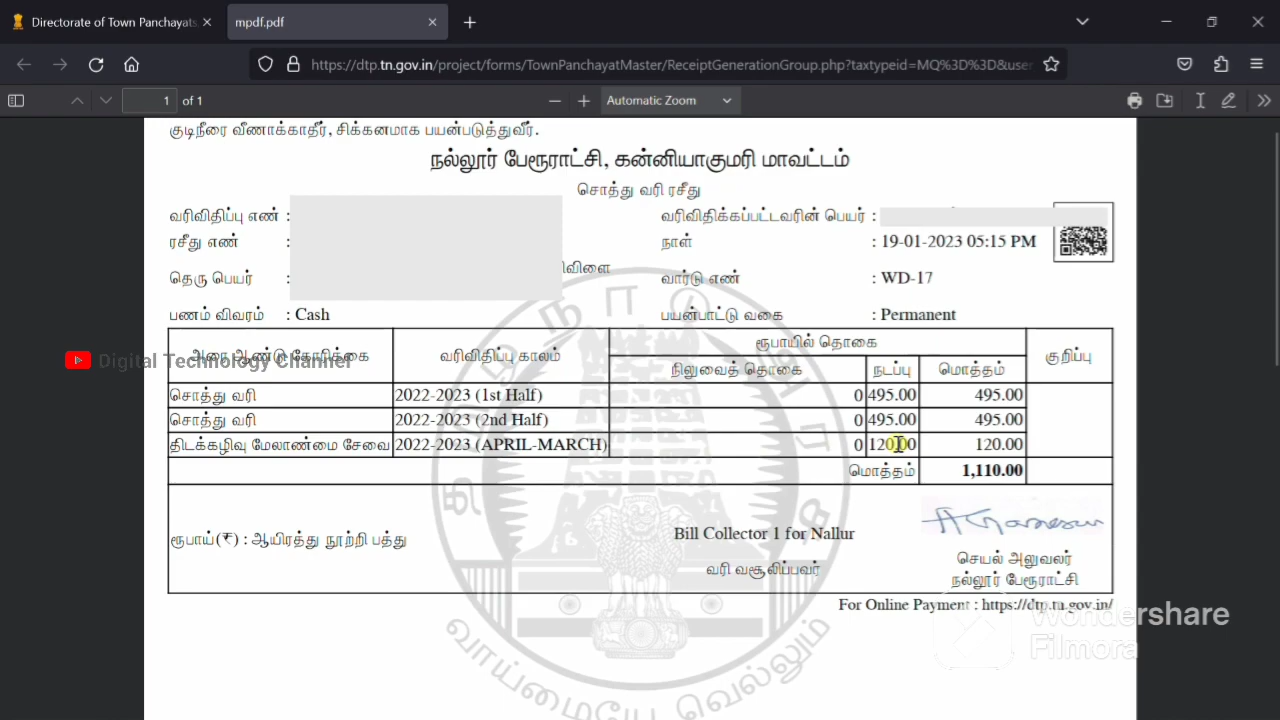 Directorate of Town Panchayats
mpdf.pdf
https://dtp.tn.gov.in/project/forms/TownPanchayatMaster/ReceiptGenerationGroup.php?taxtypeid=MQ%3D%3D&user
1 of 1
Automatic Zoom
குடிநீரை வீணாக்காதீர், சிக்கனமாக பயன்படுத்துவீர்.
நல்லூர் பேரூராட்சி, கன்னியாகுமரி மாவட்டம்
சொத்து வரி ரசீது
வரிவிதிப்பு எண் : வரிவிதிக்கப்பட்டவரின் பெயர் :
ரசீது எண் : நாள் : 19-01-2023 05:15 PM
தெரு பெயர் : விளை வார்டு எண் : WD-17
பணம் விவரம் : Cash பயன்பாட்டு வகை : Permanent
அரை ஆண்டு கோரிக்கை வரிவிதிப்பு காலம் ரூபாயில் தொகை குறிப்பு
நிலுவைத் தொகை நடப்பு மொத்தம்
Digital Technology Channel
சொத்து வரி 2022-2023 (1st Half) 0 495.00 495.00
சொத்து வரி 2022-2023 (2nd Half) 0 495.00 495.00
திடக்கழிவு மேலாண்மை சேவை 2022-2023 (APRIL-MARCH) 0 120.00 120.00
மொத்தம் 1,110.00
ரூபாய்(₹) : ஆயிரத்து நூற்றி பத்து
Bill Collector 1 for Nallur
வரி வசூலிப்பவர்
செயல் அலுவலர்
நல்லூர் பேரூராட்சி
For Online Payment : https://dtp.tn.gov.in/
தமிழ் நாடு அரசு
வாய்மையே வெல்லும்
Wondershare
Filmora